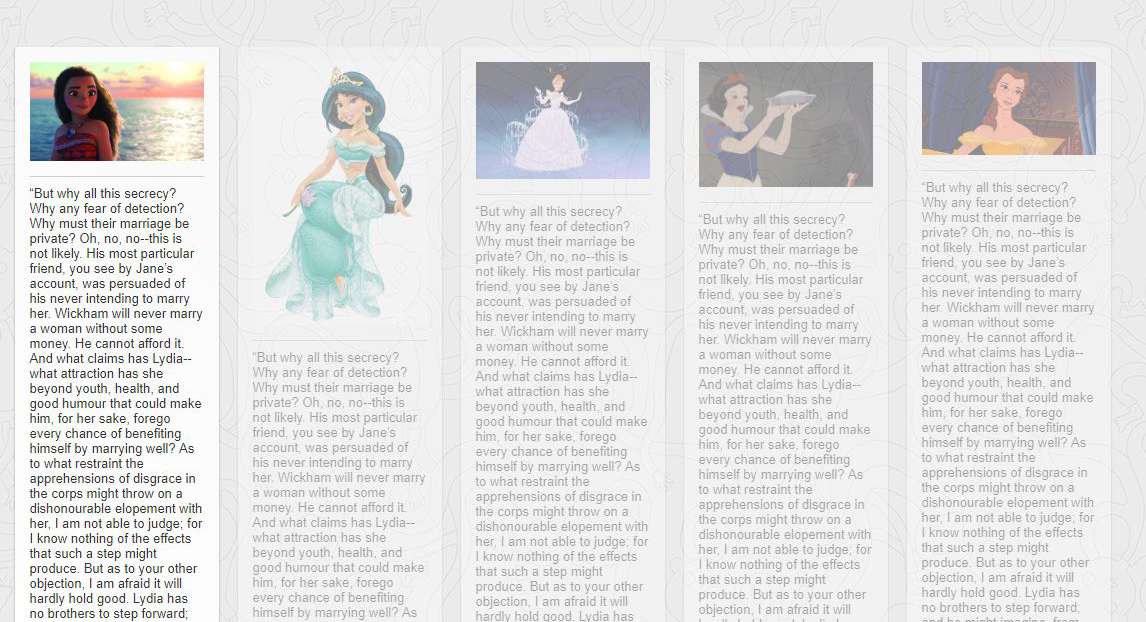 “But why all this secrecy?
Why any fear of detection?
Why must their marriage be
private? Oh, no, no--this is
not likely. His most particular
friend, you see by Jane’s
account, was persuaded of
his never intending to marry
her. Wickham will never marry
a woman without some
money. He cannot afford it.
And what claims has Lydia--
what attraction has she
beyond youth, health, and
good humour that could make
him, for her sake, forego
every chance of benefiting
himself by marrying well? As
to what restraint the
apprehensions of disgrace in
the corps might throw on a
dishonourable elopement with
her, I am not able to judge; for
I know nothing of the effects
that such a step might
produce. But as to your other
objection, I am afraid it will
hardly hold good. Lydia has
no brothers to step forward;
“But why all this secrecy?
Why any fear of detection?
Why must their marriage be
private? Oh, no, no--this is
not likely. His most particular
friend, you see by Jane’s
account, was persuaded of
his never intending to marry
her. Wickham will never marry
a woman without some
money. He cannot afford it.
And what claims has Lydia--
what attraction has she
beyond youth, health, and
good humour that could make
him, for her sake, forego
every chance of benefiting
himself by marrying well? As
“But why all this secrecy?
Why any fear of detection?
Why must their marriage be
private? Oh, no, no--this is
not likely. His most particular
friend, you see by Jane’s
account, was persuaded of
his never intending to marry
her. Wickham will never marry
a woman without some
money. He cannot afford it.
And what claims has Lydia--
what attraction has she
beyond youth, health, and
good humour that could make
him, for her sake, forego
every chance of benefiting
himself by marrying well? As
to what restraint the
apprehensions of disgrace in
the corps might throw on a
dishonourable elopement with
her, I am not able to judge; for
I know nothing of the effects
that such a step might
produce. But as to your other
objection, I am afraid it will
hardly hold good. Lydia has
“But why all this secrecy?
Why any fear of detection?
Why must their marriage be
private? Oh, no, no--this is
not likely. His most particular
friend, you see by Jane’s
account, was persuaded of
his never intending to marry
her. Wickham will never marry
a woman without some
money. He cannot afford it.
And what claims has Lydia--
what attraction has she
beyond youth, health, and
good humour that could make
him, for her sake, forego
every chance of benefiting
himself by marrying well? As
to what restraint the
apprehensions of disgrace in
the corps might throw on a
dishonourable elopement with
her, I am not able to judge; for
I know nothing of the effects
that such a step might
produce. But as to your other
objection, I am afraid it will
“But why all this secrecy?
Why any fear of detection?
Why must their marriage be
private? Oh, no, no--this is
not likely. His most particular
friend, you see by Jane’s
account, was persuaded of
his never intending to marry
her. Wickham will never marry
a woman without some
money. He cannot afford it.
And what claims has Lydia--
what attraction has she
beyond youth, health, and
good humour that could make
him, for her sake, forego
every chance of benefiting
himself by marrying well? As
to what restraint the
apprehensions of disgrace in
the corps might throw on a
dishonourable elopement with
her, I am not able to judge; for
I know nothing of the effects
that such a step might
produce. But as to your other
objection, I am afraid it will
hardly hold good. Lydia has
no brothers to step forward;